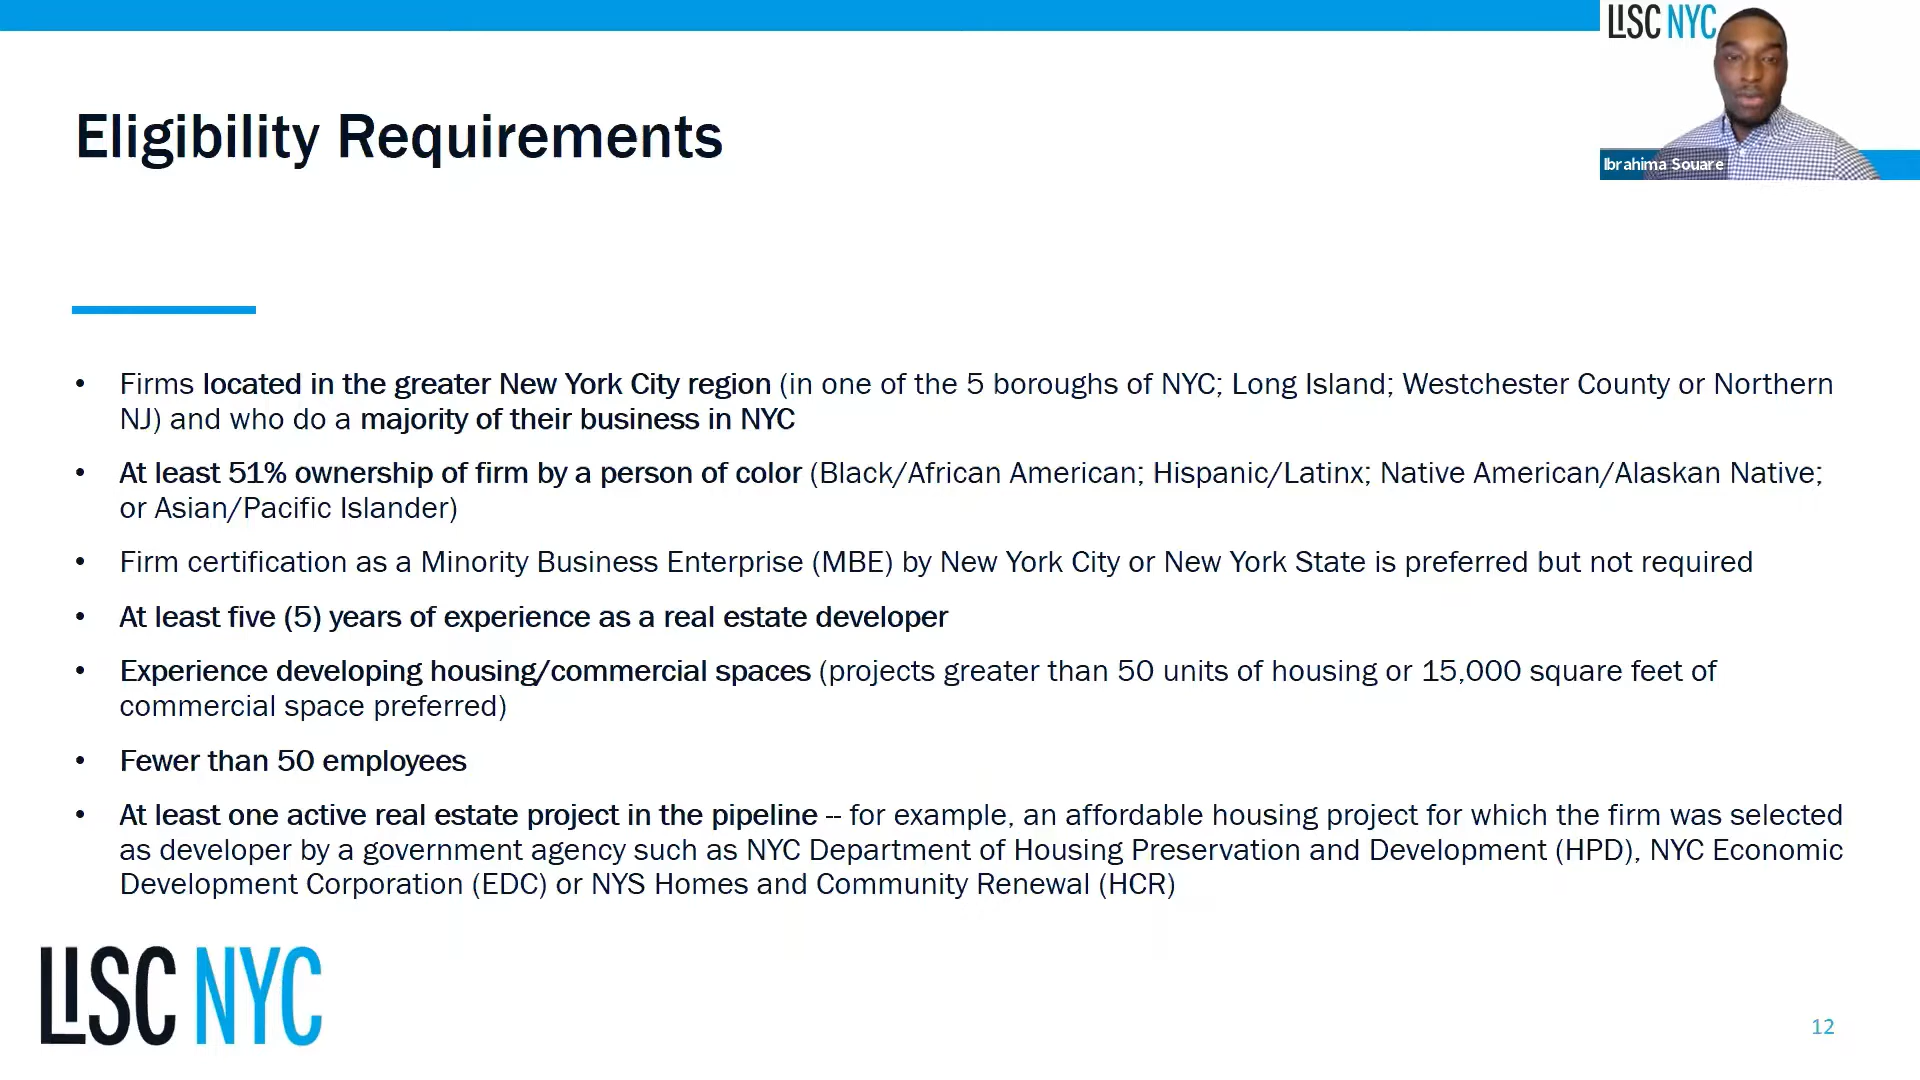 LISC NYC
Ibrahima Souare
Eligibility Requirements
• Firms located in the greater New York City region (in one of the 5 boroughs of NYC; Long Island; Westchester County or Northern
NJ) and who do a majority of their business in NYC
• At least 51% ownership of firm by a person of color (Black/African American; Hispanic/Latinx; Native American/Alaskan Native;
or Asian/Pacific Islander)
• Firm certification as a Minority Business Enterprise (MBE) by New York City or New York State is preferred but not required
• At least five (5) years of experience as a real estate developer
• Experience developing housing/commercial spaces (projects greater than 50 units of housing or 15,000 square feet of
commercial space preferred)
• Fewer than 50 employees
• At least one active real estate project in the pipeline -- for example, an affordable housing project for which the firm was selected
as developer by a government agency such as NYC Department of Housing Preservation and Development (HPD), NYC Economic
Development Corporation (EDC) or NYS Homes and Community Renewal (HCR)
LISC NYC
12